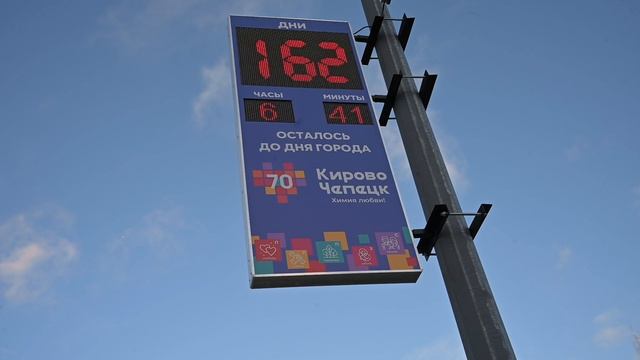 ДНИ
162
ЧАСЫ МИНУТЫ
6 41
ОСТАЛОСЬ
ДО ДНЯ ГОРОДА
70
Кирово
Чепецк
Химия любви!